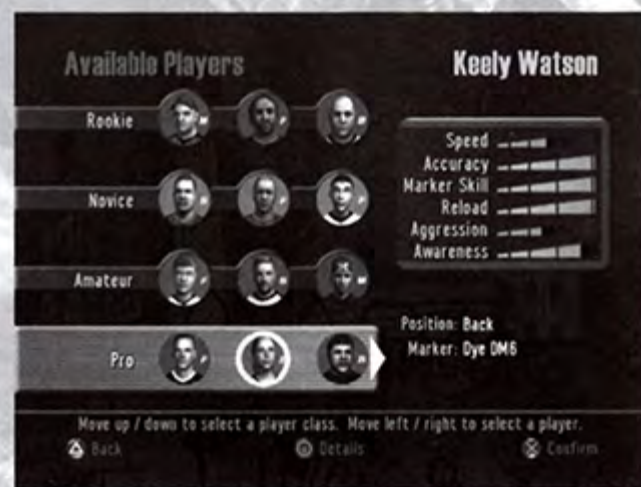 Available Players
Keely Watson
Rookie
Novice
Amateur
Pro
Speed
Accuracy
Marker Skill
Reload
Aggression
Awareness
Position: Back
Marker: Dye DM6
Move up / down to select a player class. Move left / right to select a player.
Back
Details
Confirm